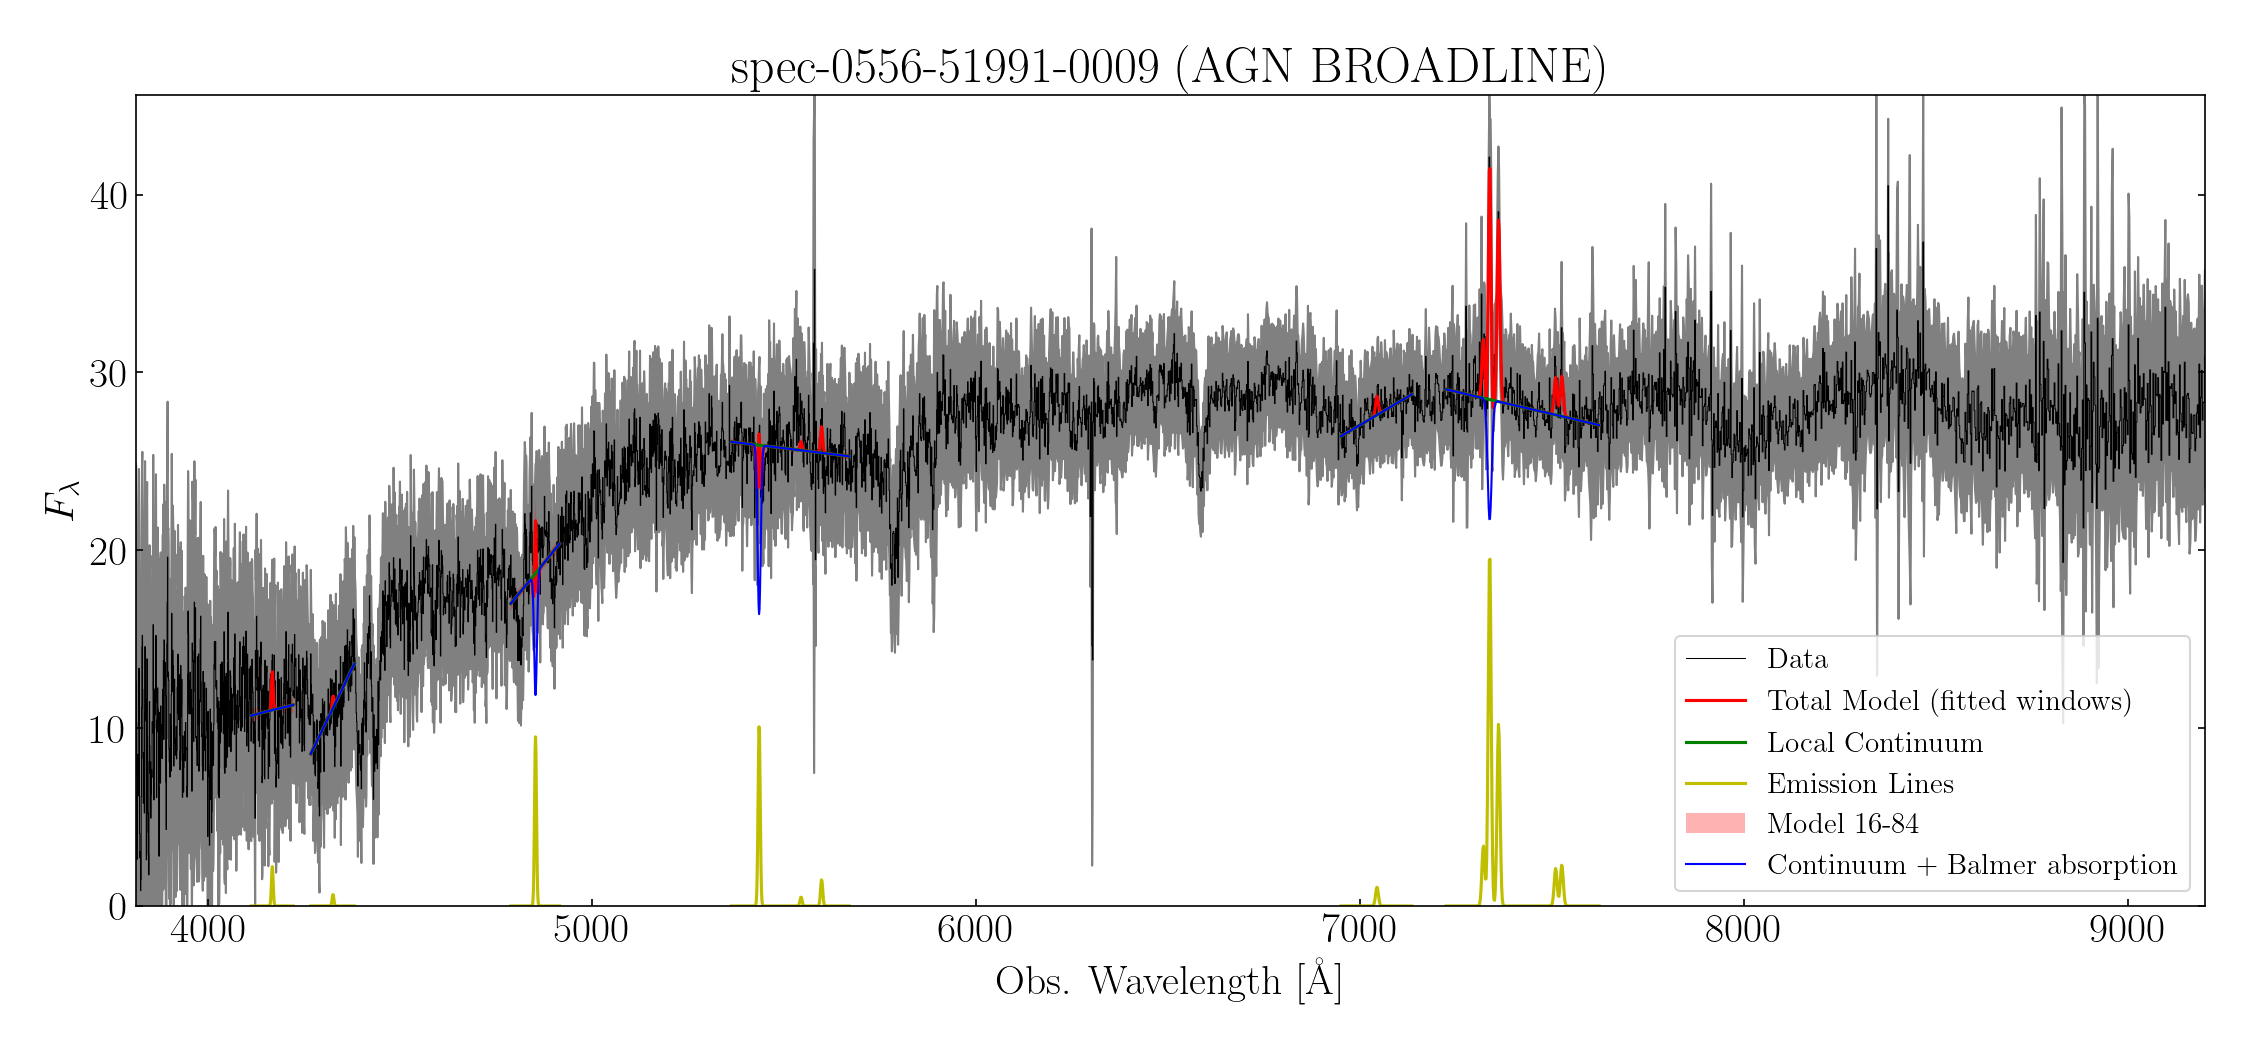 spec-0556-51991-0009 (AGN BROADLINE)
F_λ
40
30
20
10
0
4000
5000
6000
7000
8000
9000
Obs. Wavelength [Å]
Data
Total Model (fitted windows)
Local Continuum
Emission Lines
Model 16-84
Continuum + Balmer absorption